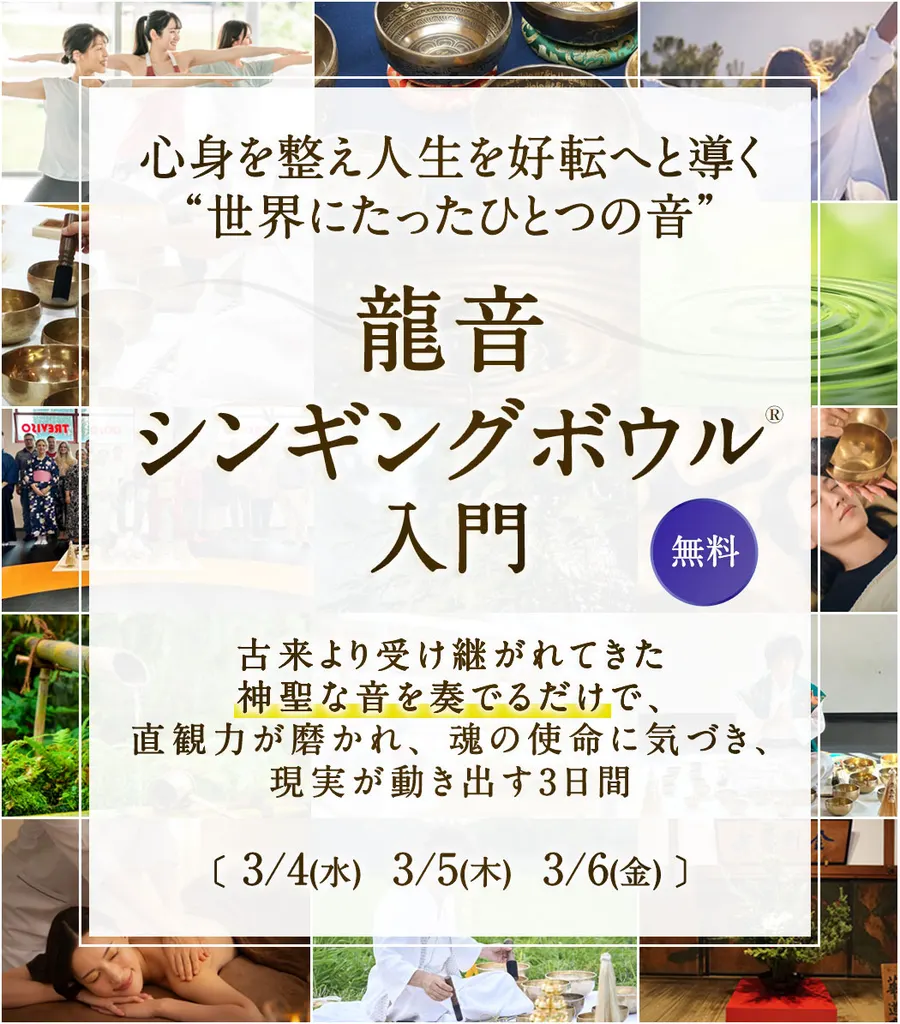 心身を整え人生を好転へと導く
“世界にたったひとつの音”
龍音
シンギングボウル®
入門
無料
古来より受け継がれてきた
神聖な音を奏でるだけで、
直観力が磨かれ、魂の使命に気づき、
現実が動き出す3日間
〔 3/4(水) 3/5(木) 3/6(金) 〕
TREVISO